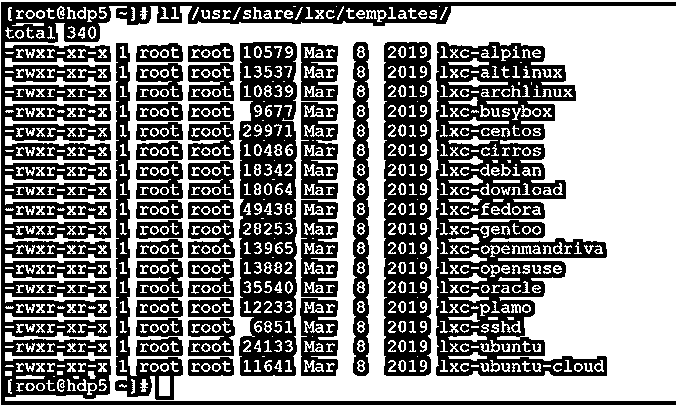 [root@hdp5 ~]# ll /usr/share/lxc/templates/
total 340
-rwxr-xr-x 1 root root 10579 Mar  8  2019 lxc-alpine
-rwxr-xr-x 1 root root 13537 Mar  8  2019 lxc-altlinux
-rwxr-xr-x 1 root root 10839 Mar  8  2019 lxc-archlinux
-rwxr-xr-x 1 root root  9677 Mar  8  2019 lxc-busybox
-rwxr-xr-x 1 root root 29971 Mar  8  2019 lxc-centos
-rwxr-xr-x 1 root root 10486 Mar  8  2019 lxc-cirros
-rwxr-xr-x 1 root root 18342 Mar  8  2019 lxc-debian
-rwxr-xr-x 1 root root 18064 Mar  8  2019 lxc-download
-rwxr-xr-x 1 root root 49438 Mar  8  2019 lxc-fedora
-rwxr-xr-x 1 root root 28253 Mar  8  2019 lxc-gentoo
-rwxr-xr-x 1 root root 13965 Mar  8  2019 lxc-openmandriva
-rwxr-xr-x 1 root root 13882 Mar  8  2019 lxc-opensuse
-rwxr-xr-x 1 root root 35540 Mar  8  2019 lxc-oracle
-rwxr-xr-x 1 root root 12233 Mar  8  2019 lxc-plamo
-rwxr-xr-x 1 root root  6851 Mar  8  2019 lxc-sshd
-rwxr-xr-x 1 root root 24133 Mar  8  2019 lxc-ubuntu
-rwxr-xr-x 1 root root 11641 Mar  8  2019 lxc-ubuntu-cloud
[root@hdp5 ~]#